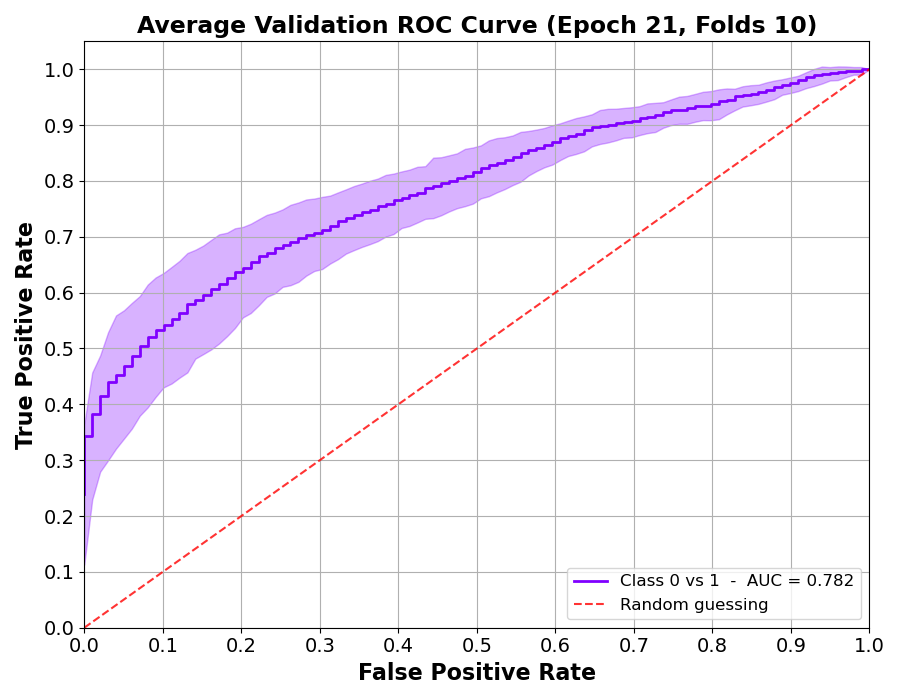 Average Validation ROC Curve (Epoch 21, Folds 10)
True Positive Rate
1.0
0.9
0.8
0.7
0.6
0.5
0.4
0.3
0.2
0.1
0.0
Class 0 vs 1 - AUC = 0.782
Random guessing
0.0 0.1 0.2 0.3 0.4 0.5 0.6 0.7 0.8 0.9 1.0
False Positive Rate